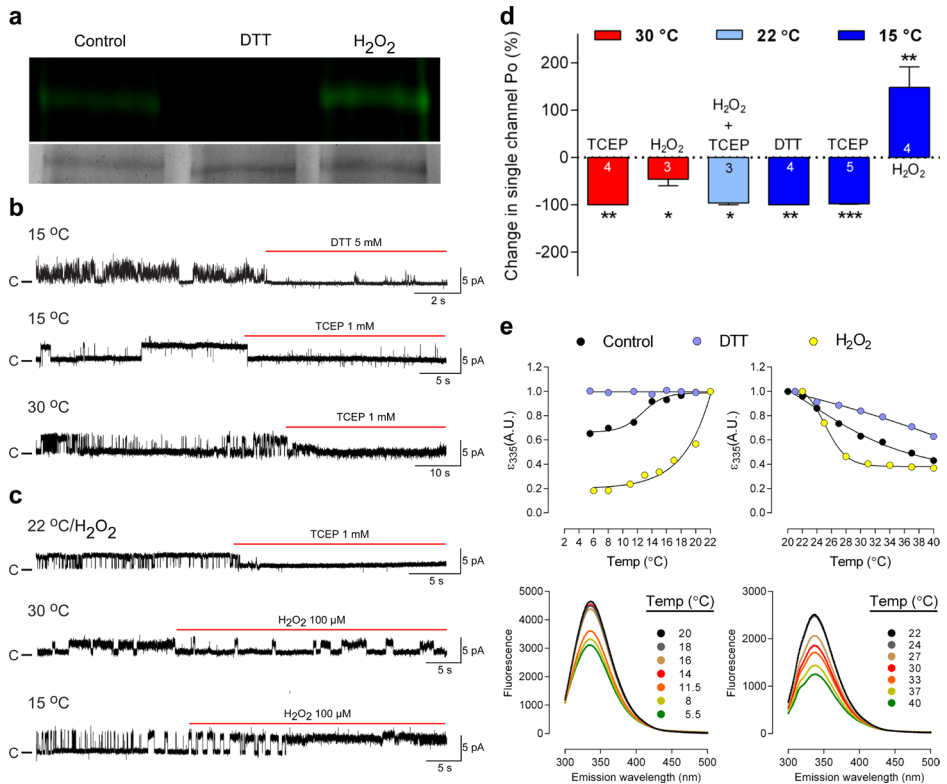 a
Control DTT H2O2
b
15 oC
DTT 5 mM
C
5 pA
2 s
15 oC
TCEP 1 mM
C
5 pA
5 s
30 oC
TCEP 1 mM
C
5 pA
10 s
c
22 oC/H2O2
TCEP 1 mM
C
5 pA
5 s
30 oC
H2O2 100 µM
C
5 pA
5 s
15 oC
H2O2 100 µM
C
5 pA
5 s
d
30 °C 22 °C 15 °C
Change in single channel Po (%)
200
100
0
-100
-200
TCEP H2O2 H2O2 + TCEP DTT TCEP H2O2
4 3 3 4 5 4
** * * ** *** **
e
Control DTT H2O2
ε335(A.U.)
1.0
0.8
0.6
0.4
0.2
0.0
2 4 6 8 10 12 14 16 18 20 22
Temp (°C)
ε335(A.U.)
1.0
0.8
0.6
0.4
0.2
0.0
20 22 24 26 28 30 32 34 36 38 40
Temp (°C)
Fluorescence
5000
4000
3000
2000
1000
0
300 350 400 450 500
Emission wavelength (nm)
Temp (°C)
20
18
16
14
11.5
8
5.5
Fluorescence
3000
2000
1000
0
300 350 400 450 500
Emission wavelength (nm)
Temp (°C)
22
24
27
30
33
37
40